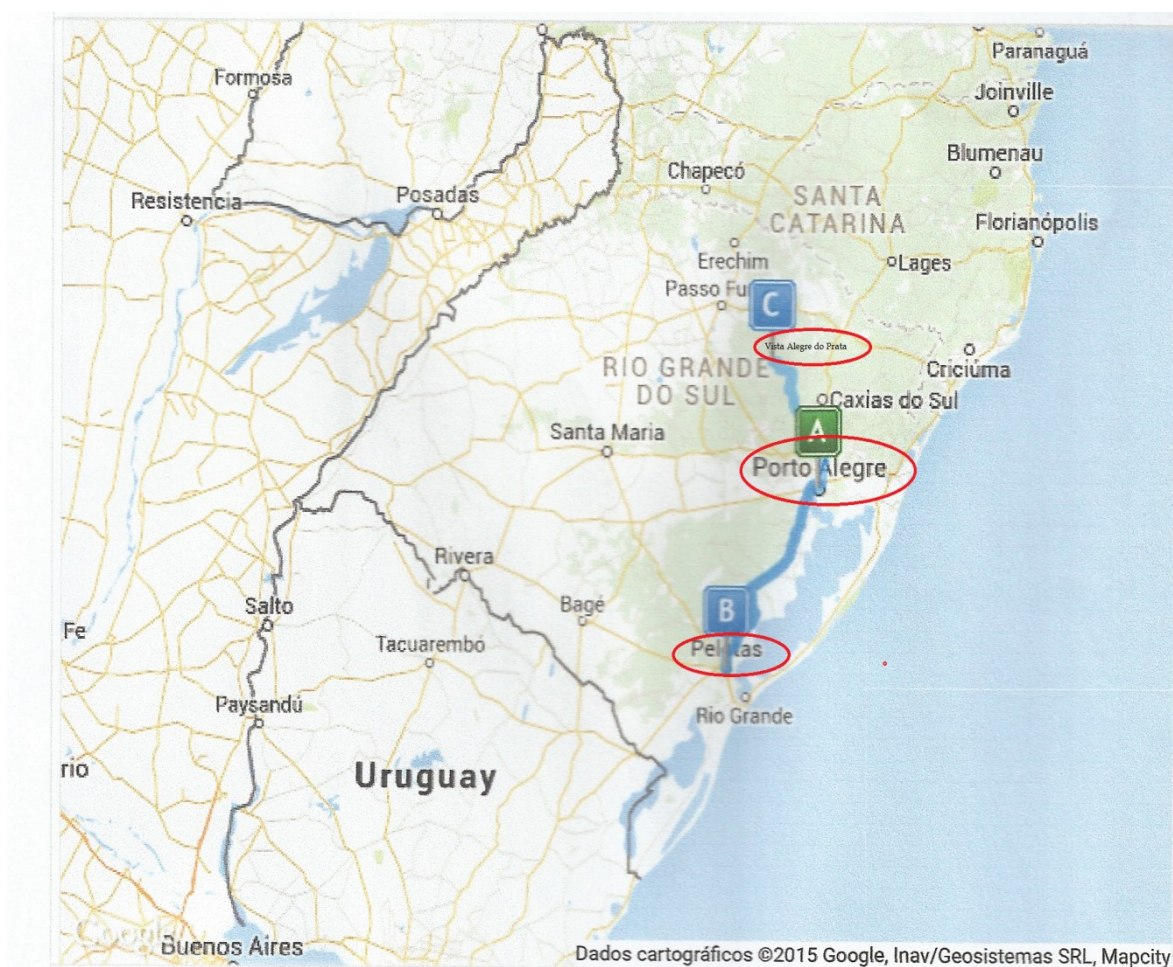 Paranaguá
Formosa
Joinville
Blumenau
Chapecó
Posadas
Resistencia
SANTA
CATARINA
Florianópolis
Erechim
Lages
Passo Fu
C
Vista Alegre do Prata
RIO GRANDE
DO SUL
Criciúma
Caxias do Sul
A
Santa Maria
Porto Alegre
Rivera
B
Bagé
Salto
Fe
Tacuarembó
Pelotas
Paysandú
Rio Grande
rio
Uruguay
Google
Buenos Aires
Dados cartográficos ©2015 Google, Inav/Geosistemas SRL, Mapcity